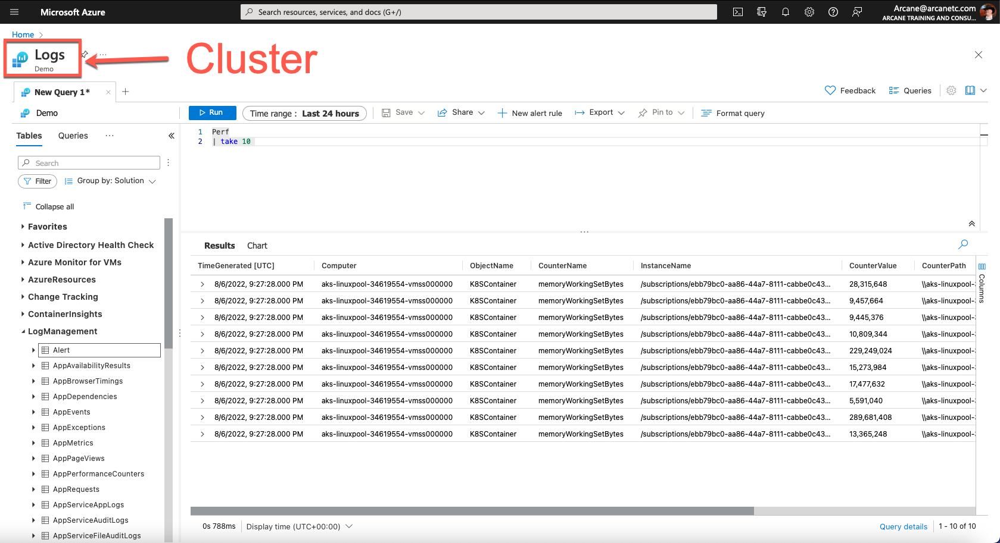 Microsoft Azure
Search resources, services, and docs (G+/)
Arcane@arcanetc.com
ARCANE TRAINING AND CONSU...
Home
Logs
Demo
Cluster
New Query 1*
Feedback
Queries
Demo
Run
Time range : Last 24 hours
Save
Share
New alert rule
Export
Pin to
Format query
Tables
Queries
1 Perf
2 | take 10
Search
Filter
Group by: Solution
Collapse all
Favorites
Active Directory Health Check
Azure Monitor for VMs
AzureResources
Change Tracking
ContainerInsights
LogManagement
Alert
AppAvailabilityResults
AppBrowserTimings
AppDependencies
AppEvents
AppExceptions
AppMetrics
AppPageViews
AppPerformanceCounters
AppRequests
AppServiceAppLogs
AppServiceAuditLogs
AppServiceFileAuditLogs
Results Chart
TimeGenerated [UTC] Computer ObjectName CounterName InstanceName CounterValue CounterPath
8/6/2022, 9:27:28.000 PM aks-linuxpool-34619554-vmss000000 K8SContainer memoryWorkingSetBytes /subscriptions/ebb79bc0-aa86-44a7-8111-cabbe0c43... 28,315,648 \\aks-linuxpool-
8/6/2022, 9:27:28.000 PM aks-linuxpool-34619554-vmss000000 K8SContainer memoryWorkingSetBytes /subscriptions/ebb79bc0-aa86-44a7-8111-cabbe0c43... 9,457,664 \\aks-linuxpool-
8/6/2022, 9:27:28.000 PM aks-linuxpool-34619554-vmss000000 K8SContainer memoryWorkingSetBytes /subscriptions/ebb79bc0-aa86-44a7-8111-cabbe0c43... 9,445,376 \\aks-linuxpool-
8/6/2022, 9:27:28.000 PM aks-linuxpool-34619554-vmss000000 K8SContainer memoryWorkingSetBytes /subscriptions/ebb79bc0-aa86-44a7-8111-cabbe0c43... 10,809,344 \\aks-linuxpool-
8/6/2022, 9:27:28.000 PM aks-linuxpool-34619554-vmss000000 K8SContainer memoryWorkingSetBytes /subscriptions/ebb79bc0-aa86-44a7-8111-cabbe0c43... 229,249,024 \\aks-linuxpool-
8/6/2022, 9:27:28.000 PM aks-linuxpool-34619554-vmss000000 K8SContainer memoryWorkingSetBytes /subscriptions/ebb79bc0-aa86-44a7-8111-cabbe0c43... 15,273,984 \\aks-linuxpool-
8/6/2022, 9:27:28.000 PM aks-linuxpool-34619554-vmss000000 K8SContainer memoryWorkingSetBytes /subscriptions/ebb79bc0-aa86-44a7-8111-cabbe0c43... 17,477,632 \\aks-linuxpool-
8/6/2022, 9:27:28.000 PM aks-linuxpool-34619554-vmss000000 K8SContainer memoryWorkingSetBytes /subscriptions/ebb79bc0-aa86-44a7-8111-cabbe0c43... 5,591,040 \\aks-linuxpool-
8/6/2022, 9:27:28.000 PM aks-linuxpool-34619554-vmss000000 K8SContainer memoryWorkingSetBytes /subscriptions/ebb79bc0-aa86-44a7-8111-cabbe0c43... 289,681,408 \\aks-linuxpool-
8/6/2022, 9:27:28.000 PM aks-linuxpool-34619554-vmss000000 K8SContainer memoryWorkingSetBytes /subscriptions/ebb79bc0-aa86-44a7-8111-cabbe0c43... 13,365,248 \\aks-linuxpool-
Columns
0s 788ms
Display time (UTC+00:00)
Query details
1 - 10 of 10